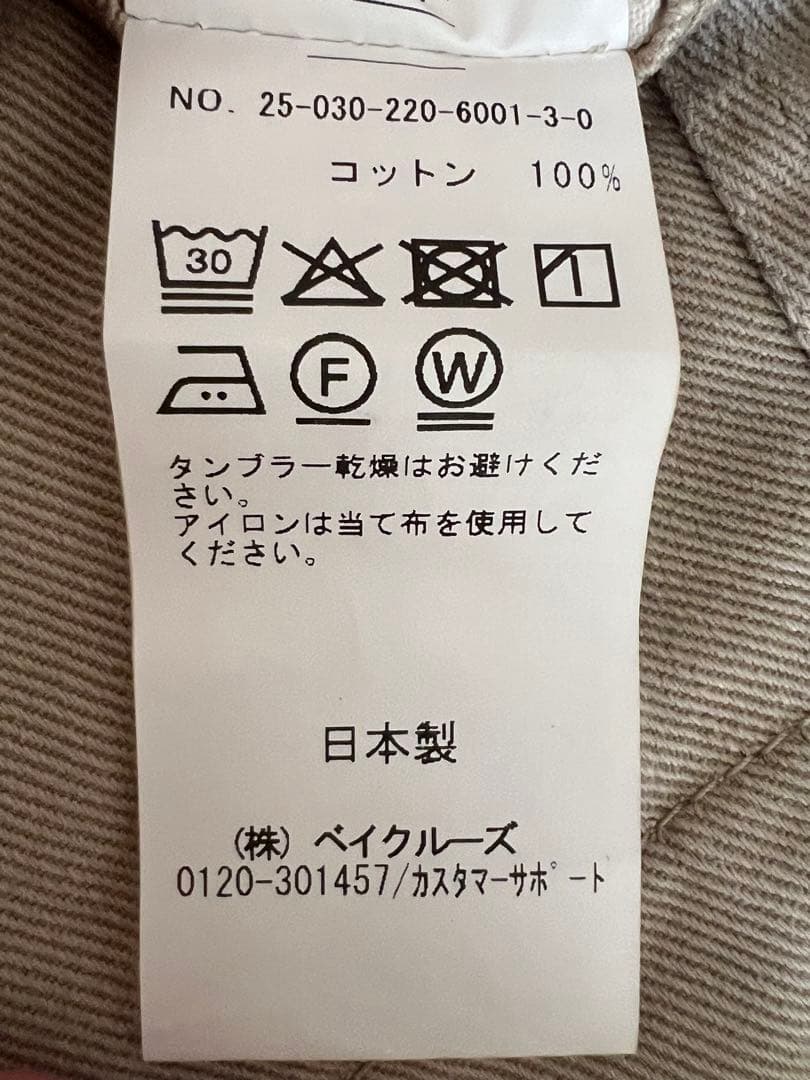 NO. 25-030-220-6001-3-0
コットン 100%
30
F W
タンブラー乾燥はお避けくだ
さい。
アイロンは当て布を使用して
ください。
日本製
(株) ベイクルーズ
0120-301457/カスタマーサポート